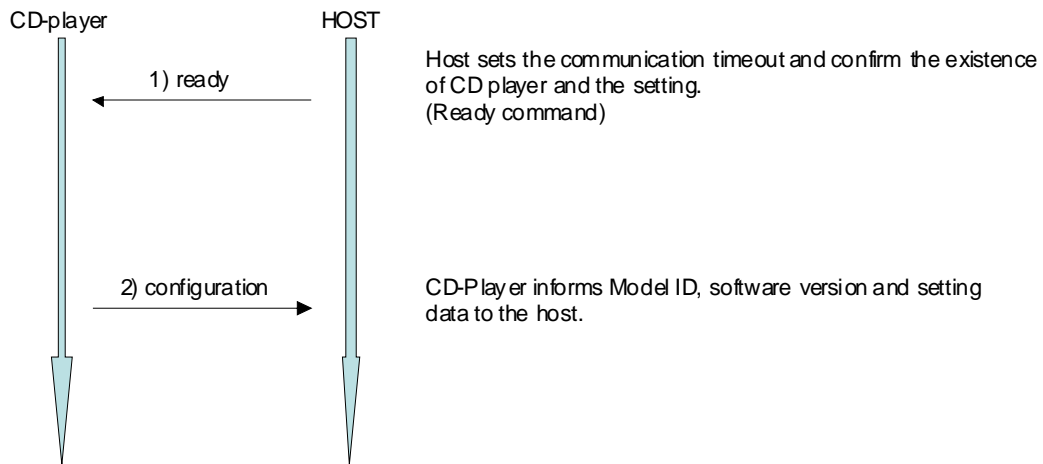 CD-player HOST
1) ready
Host sets the communication timeout and confirm the existence
of CD player and the setting.
(Ready command)
2) configuration
CD-Player informs Model ID, software version and setting
data to the host.